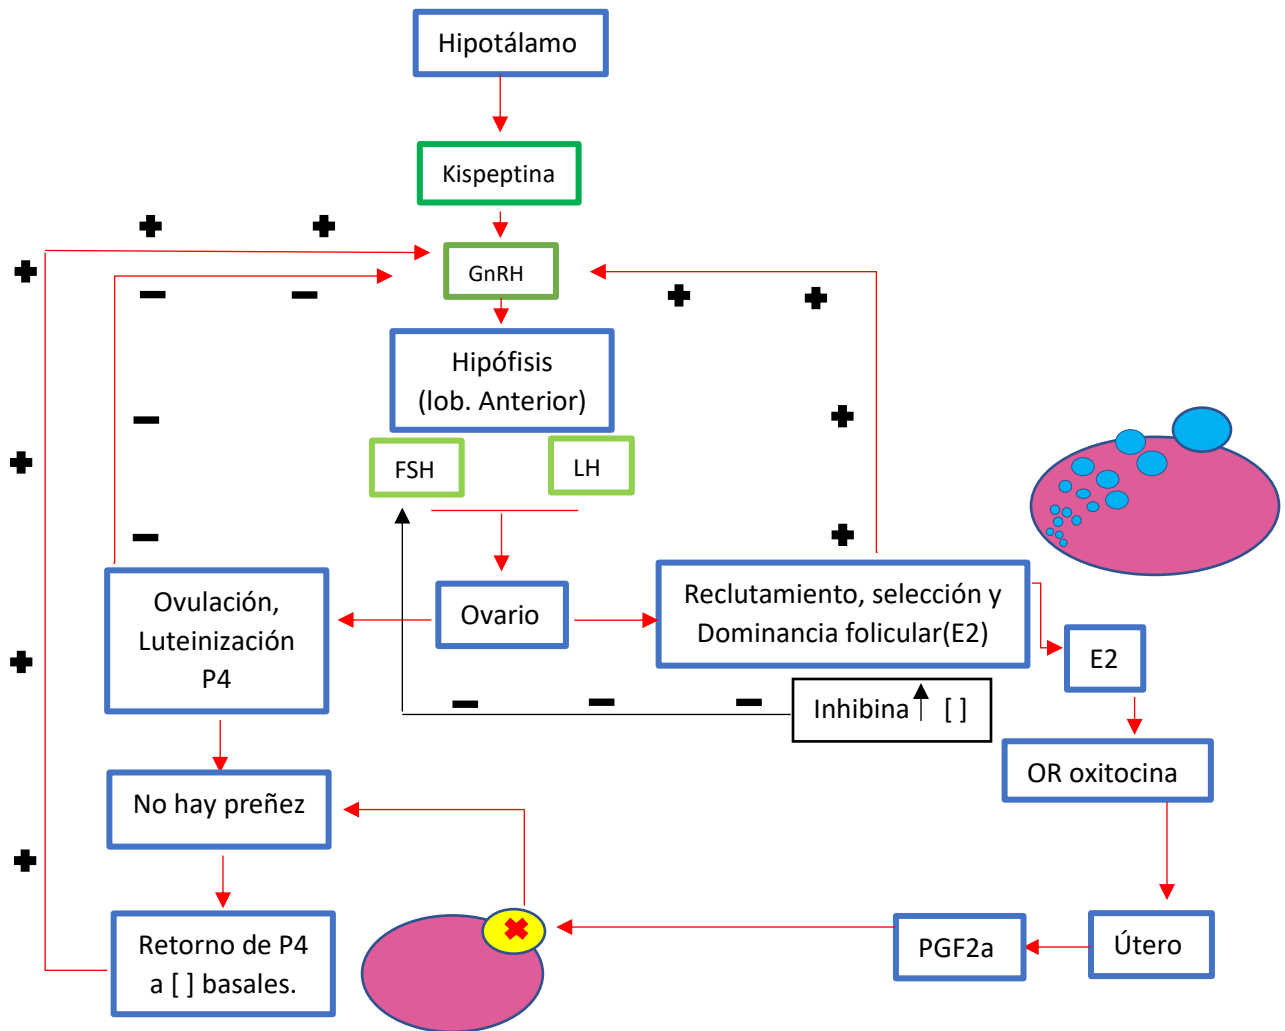 Hipotálamo
Kispeptina
GnRH
Hipófisis
(lob. Anterior)
FSH
LH
Ovario
Ovulación,
Luteinización
P4
Reclutamiento, selección y
Dominancia folicular(E2)
E2
Inhibina [ ]
OR oxitocina
No hay preñez
Retorno de P4
a [ ] basales.
PGF2a
Útero